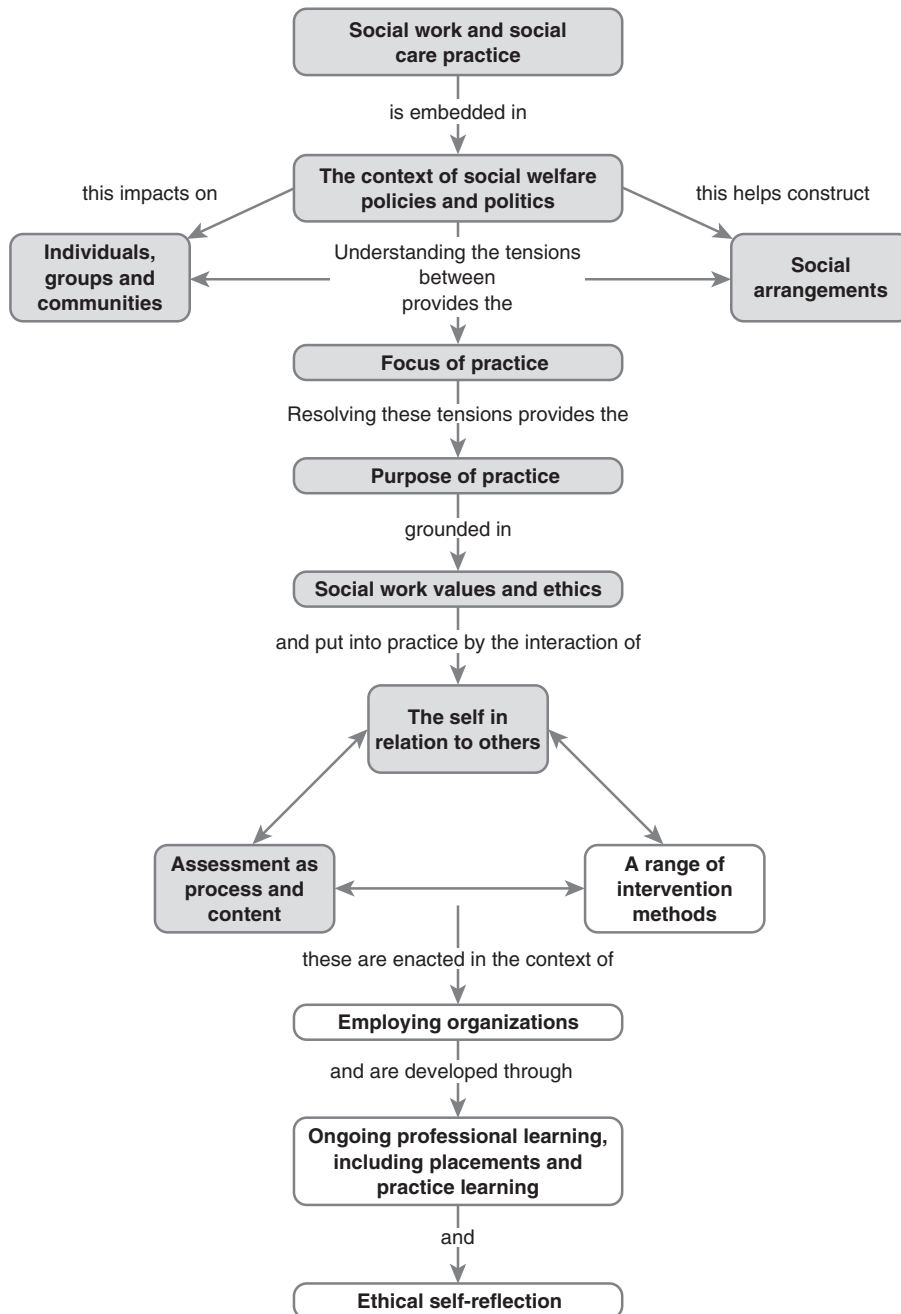 Social work and social
care practice
is embedded in
The context of social welfare
policies and politics
this impacts on
this helps construct
Individuals,
groups and
communities
Understanding the tensions
between
provides the
Social
arrangements
Focus of practice
Resolving these tensions provides the
Purpose of practice
grounded in
Social work values and ethics
and put into practice by the interaction of
The self in
relation to others
Assessment as
process and
content
A range of
intervention
methods
these are enacted in the context of
Employing organizations
and are developed through
Ongoing professional learning,
including placements and
practice learning
and
Ethical self-reflection